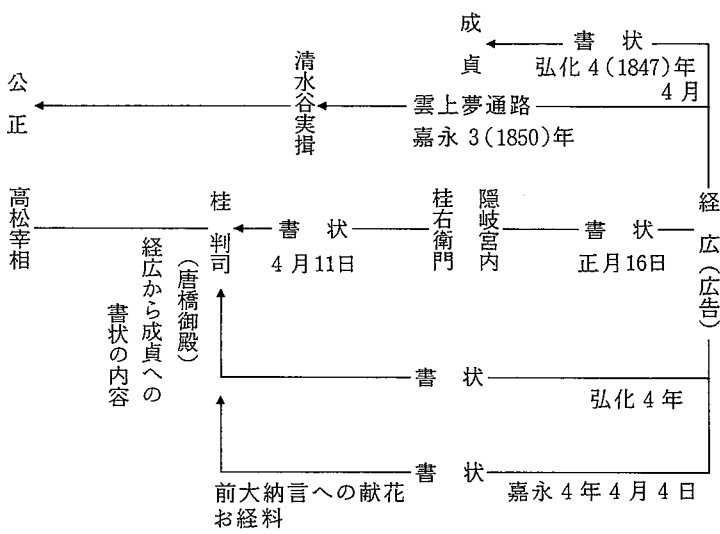 成貞
書状
弘化4(1847)年
4月
公正
清水谷実揖
雲上夢通路
嘉永3(1850)年
高松宰相
桂判司
(唐橋御殿)
経広から成貞への
書状の内容
書状
4月11日
桂右衛門
隠岐宮内
書状
正月16日
経広(広告)
書状
弘化4年
書状
嘉永4年4月4日
前大納言への献花
お経料